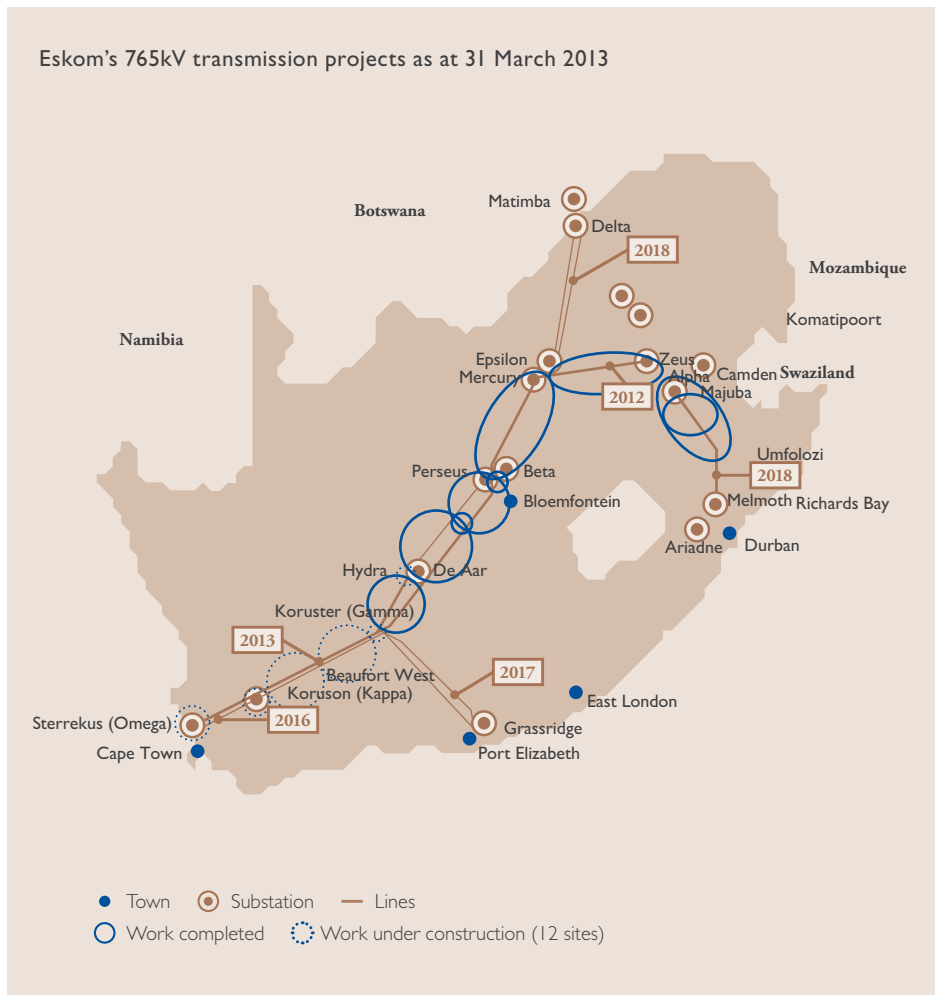 Eskom's 765kV transmission projects as at 31 March 2013
Matimba
Botswana
Delta
2018
Mozambique
Komatipoort
Namibia
Epsilon
Zeus
Mercury
Alpha
Camden
Swaziland
Majuba
2012
Umfolozi
Perseus
Beta
2018
Bloemfontein
Melmoth
Richards Bay
Ariadne
Durban
Hydra
De Aar
Koruster (Gamma)
2013
Beaufort West
2017
Koruson (Kappa)
East London
Sterrekus (Omega)
2016
Grassridge
Cape Town
Port Elizabeth
Town
Substation
Lines
Work completed
Work under construction (12 sites)